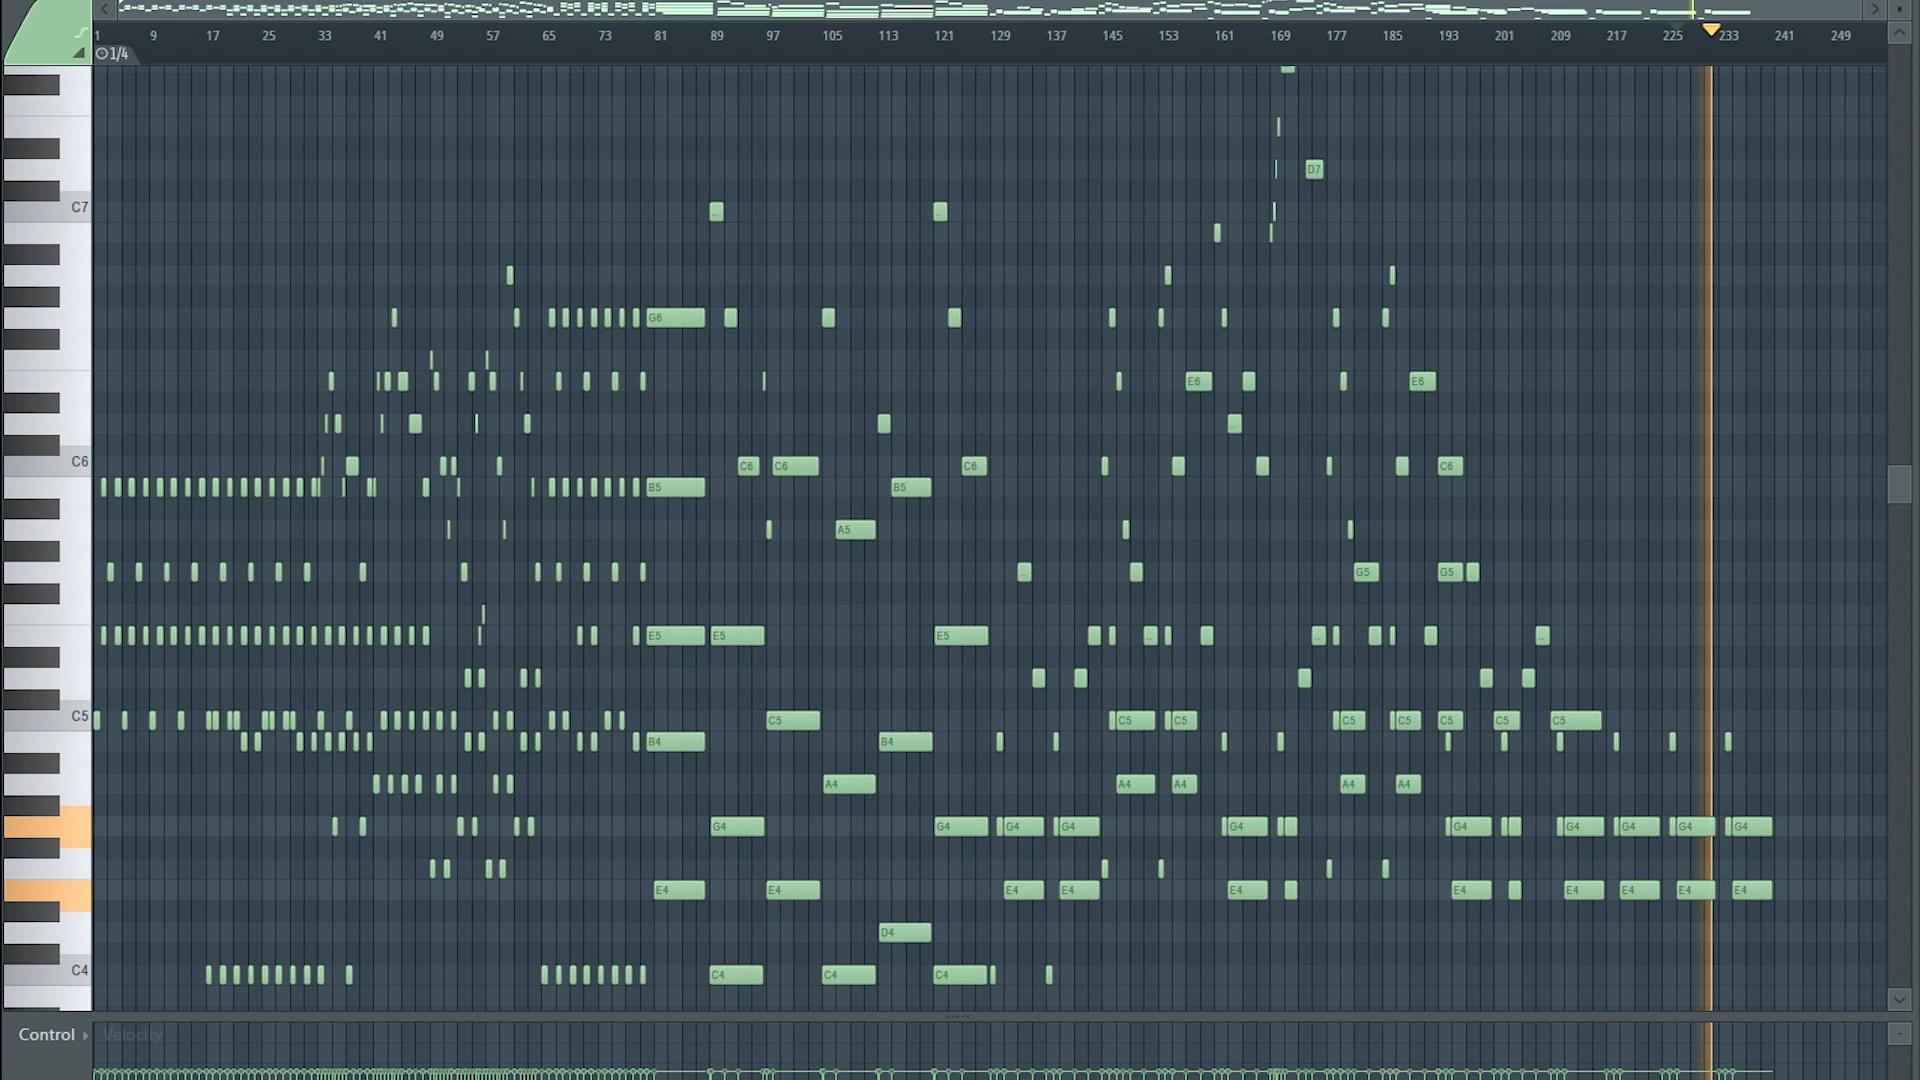 1 9 17 25 33 41 49 57 65 73 81 89 97 105 113 121 129 137 145 153 161 169 177 185 193 201 209 217 225 233 241 249
1/4
D7
C7
G6
E6 E6
C6 C6 C6 C6 C6
B5 B5
A5
G5 G5
E5 E5 E5
C5 C5 C5 C5 C5 C5 C5 C5 C5
B4 B4
A4 A4 A4 A4 A4
G4 G4 G4 G4 G4 G4 G4 G4 G4 G4
E4 E4 E4 E4 E4 E4 E4 E4 E4 E4
D4
C4 C4 C4 C4
Control Velocity